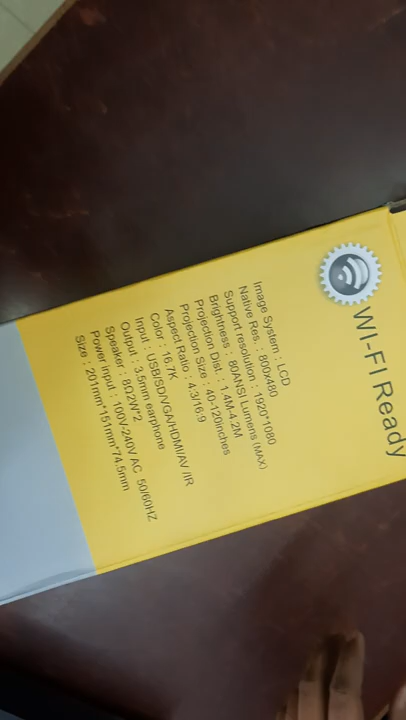 WI-FI Ready
Image System : LCD
Native Res. : 800x480
Support resolution : 1920*1080
Brightness : 80ANSI Lumens (MAX)
Projection Dist. : 1.4M-4.2M
Projection Size : 40-120inches
Aspect Ratio : 4:3/16:9
Color : 16.7K
Input : USB/SD/VGA/HDMI/AV /IR
Output : 3.5mm earphone
Speaker : 8Ω2W*2
Power input : 100V-240V AC 50/60HZ
Size : 201mm*151mm*74.5mm